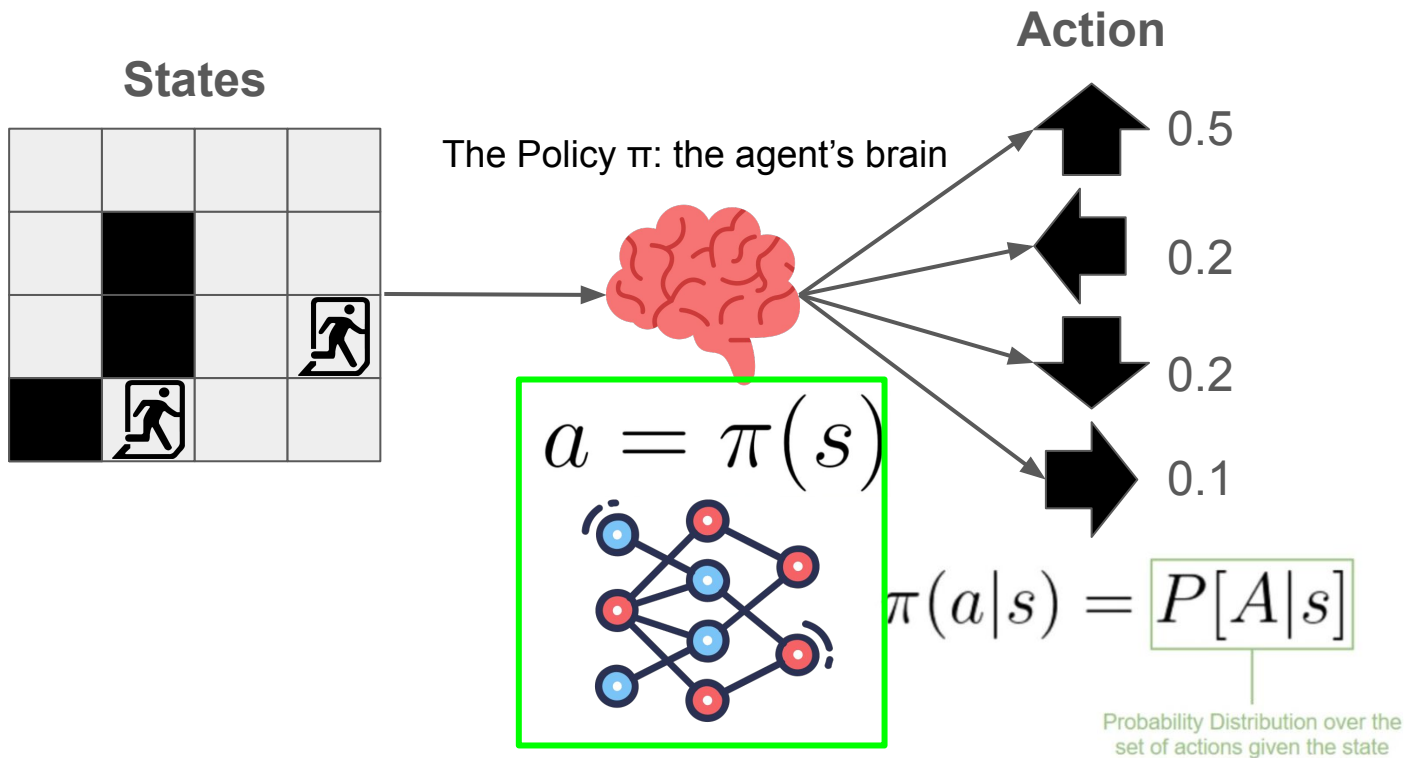 States
The Policy π: the agent's brain
Action
0.5
0.2
0.2
0.1
a = π(s)
π(a|s) = P[A|s]
Probability Distribution over the
set of actions given the state